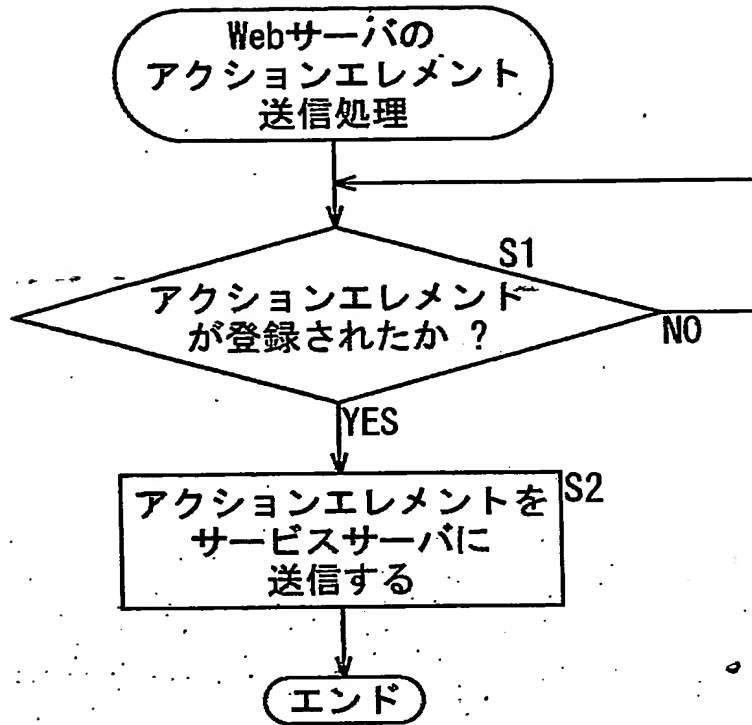 Webサーバの
アクションエレメント
送信処理
S1
アクションエレメント
が登録されたか ?
NO
YES
アクションエレメントを
サービスサーバに
送信する
S2
エンド